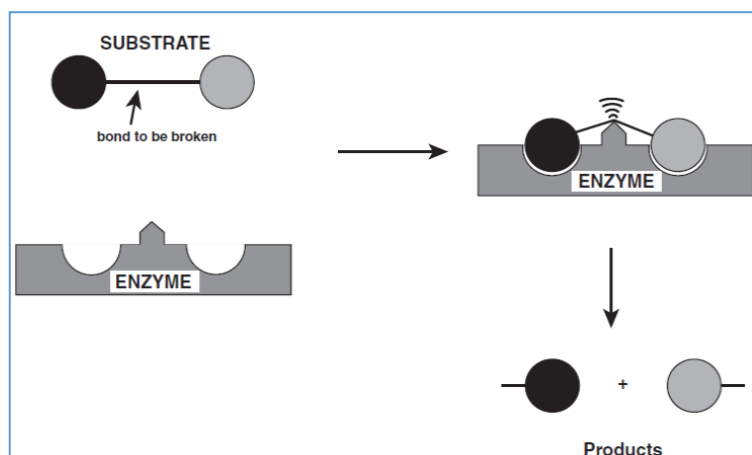 SUBSTRATE
bond to be broken
ENZYME
ENZYME
+
Products